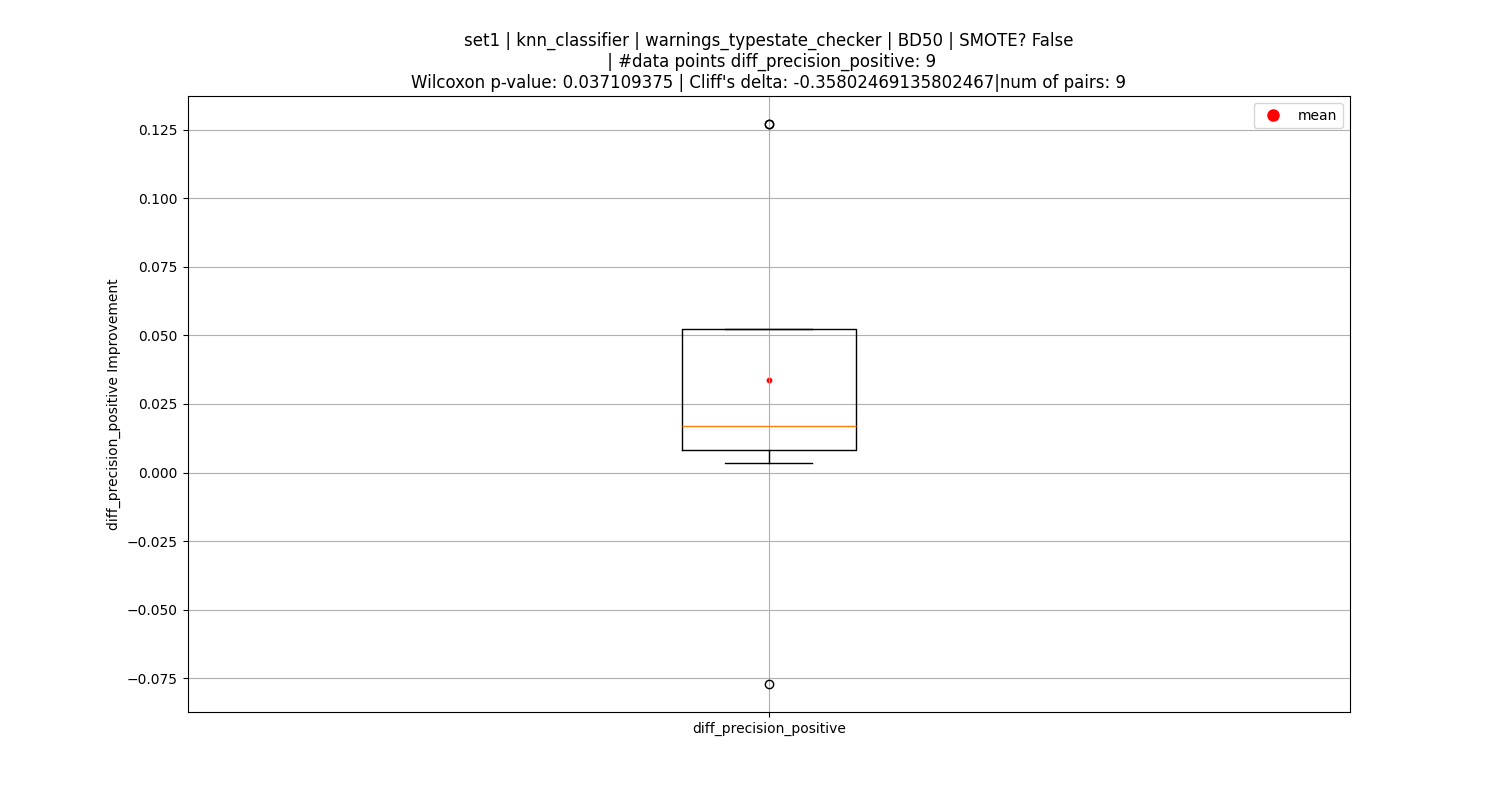 set1 | knn_classifier | warnings_typestate_checker | BD50 | SMOTE? False
| #data points diff_precision_positive: 9
Wilcoxon p-value: 0.037109375 | Cliff's delta: -0.35802469135802467|num of pairs: 9
mean
0.125
0.100
0.075
0.050
0.025
0.000
−0.025
−0.050
−0.075
diff_precision_positive Improvement
diff_precision_positive